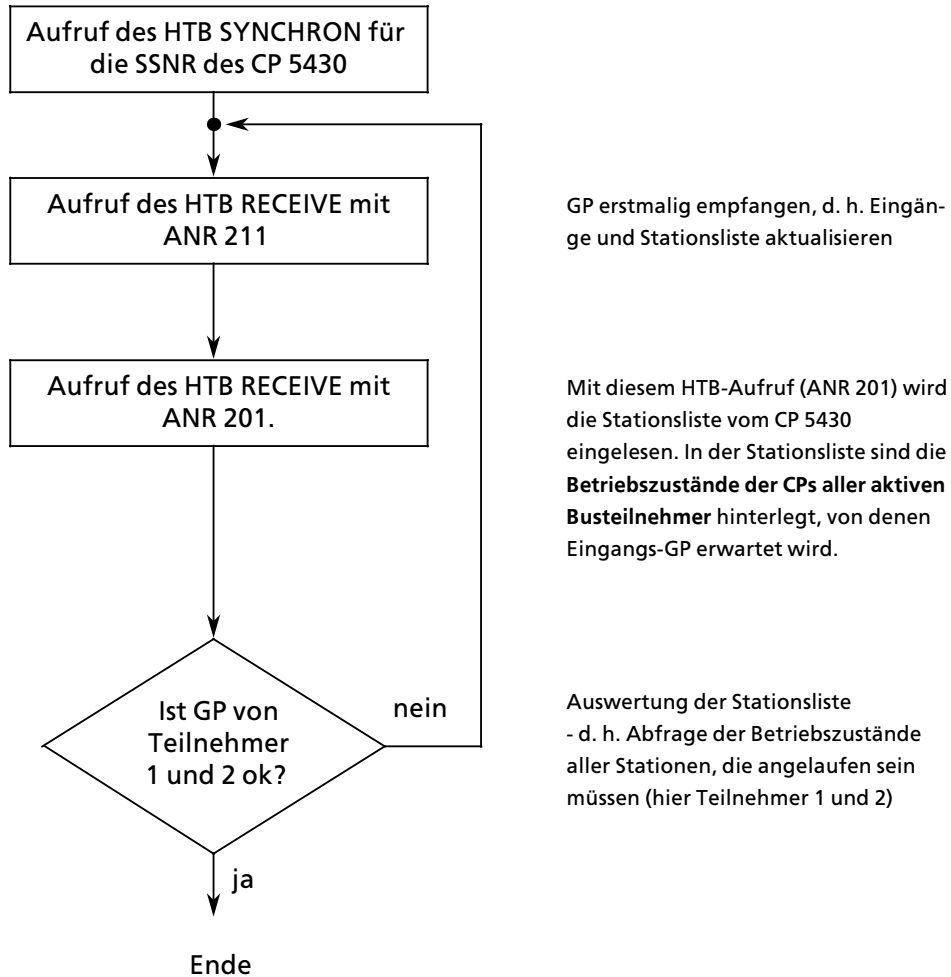 Aufruf des HTB SYNCHRON für
die SSNR des CP 5430
Aufruf des HTB RECEIVE mit
ANR 211
GP erstmalig empfangen, d. h. Eingän-
ge und Stationsliste aktualisieren
Aufruf des HTB RECEIVE mit
ANR 201.
Mit diesem HTB-Aufruf (ANR 201) wird
die Stationsliste vom CP 5430
eingelesen. In der Stationsliste sind die
Betriebszustände der CPs aller aktiven
Busteilnehmer hinterlegt, von denen
Eingangs-GP erwartet wird.
Ist GP von
Teilnehmer
1 und 2 ok?
nein
Auswertung der Stationsliste
- d. h. Abfrage der Betriebszustände
aller Stationen, die angelaufen sein
müssen (hier Teilnehmer 1 und 2)
ja
Ende